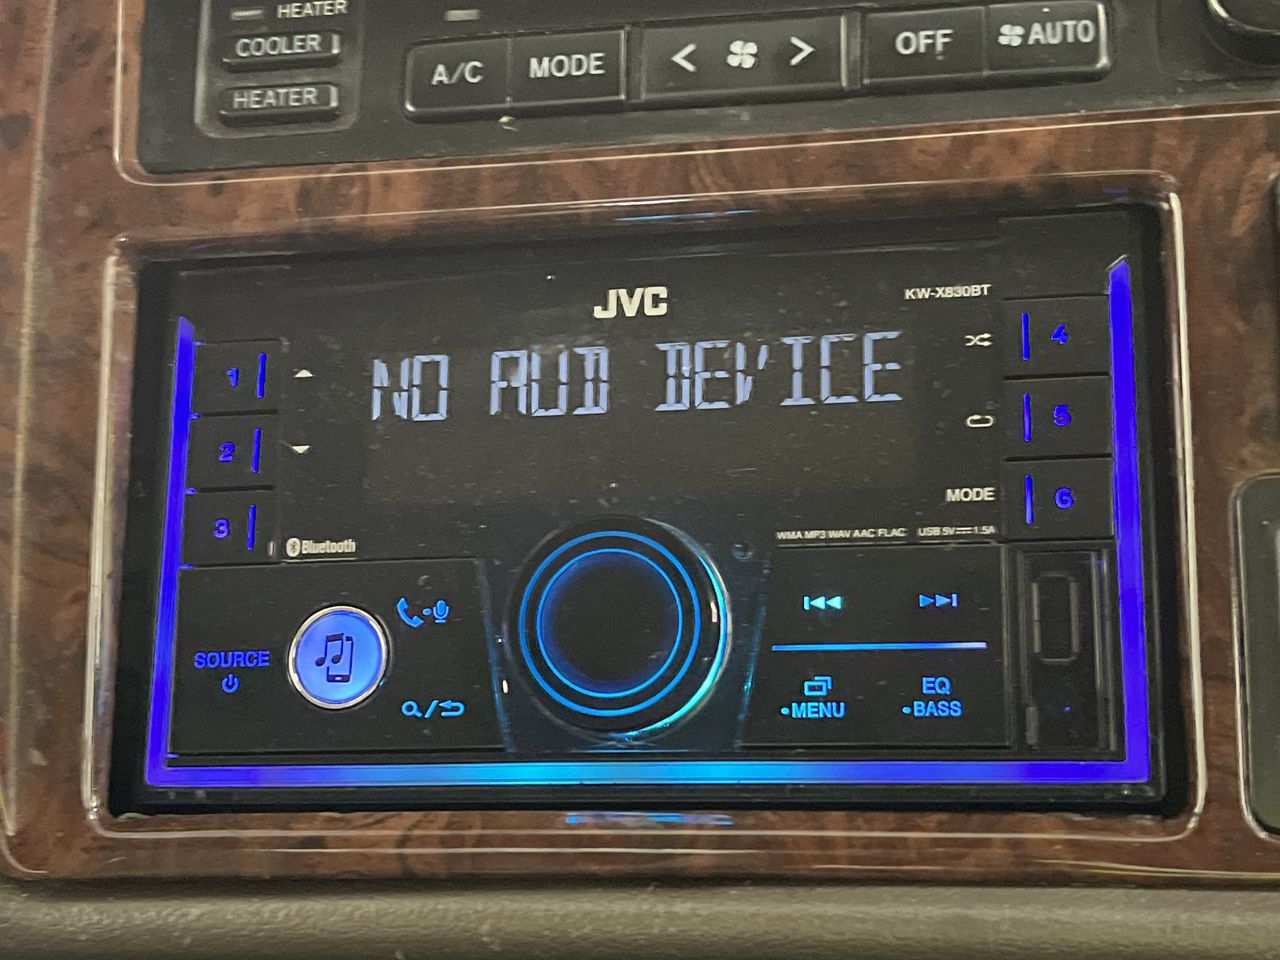 HEATER
COOLER
HEATER
A/C
MODE
OFF
AUTO
JVC
KW-X830BT
NO AUD DEVICE
1
2
3
4
5
6
MODE
Bluetooth
WMA MP3 WAV AAC FLAC
USB 5V 1.5A
SOURCE
MENU
EQ
BASS